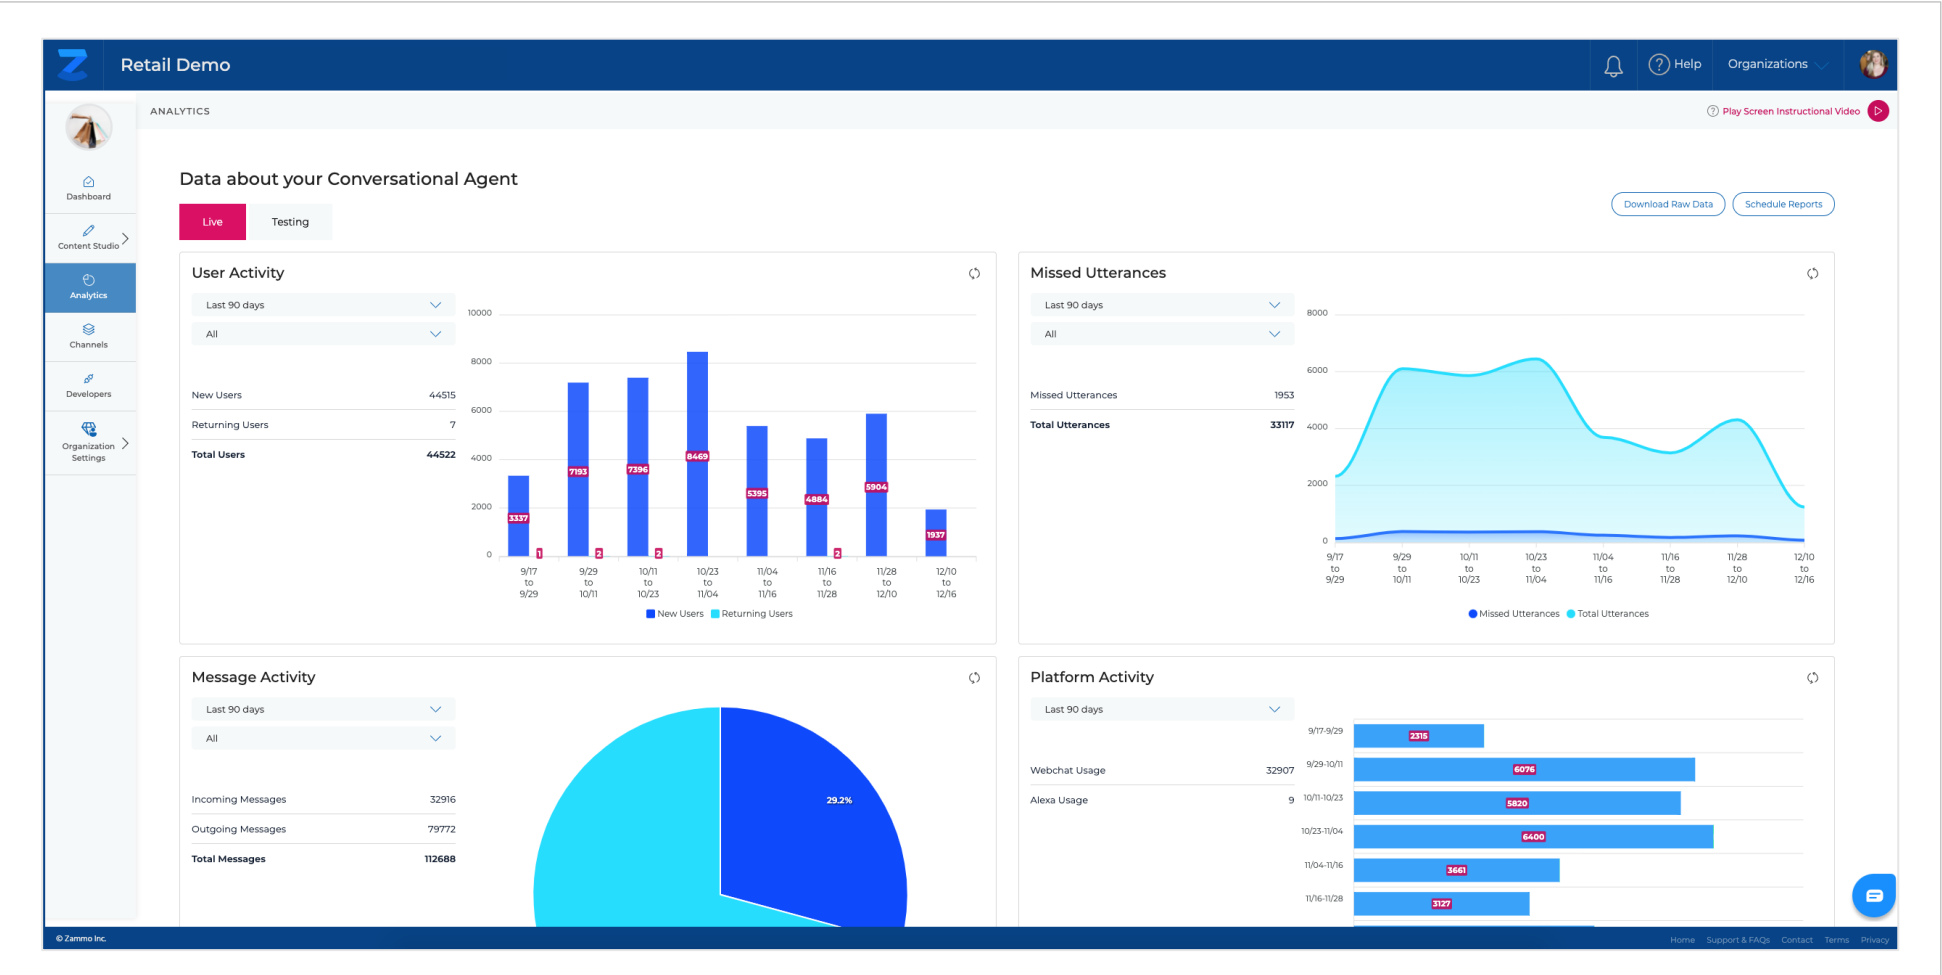 Retail Demo
Help
Organizations
ANALYTICS
Play Screen Instructional Video
Dashboard
Content Studio
Analytics
Channels
Developers
Organization
Settings
Data about your Conversational Agent
Live
Testing
Download Raw Data
Schedule Reports
User Activity
Last 90 days
All
New Users 44515
Returning Users 7
Total Users 44522
10000
8000
6000
4000
2000
0
3337
1
7193
2
7396
2
8469
5395
4884
2
5904
1937
9/17 to 9/29
9/29 to 10/11
10/11 to 10/23
10/23 to 11/04
11/04 to 11/16
11/16 to 11/28
11/28 to 12/10
12/10 to 12/16
New Users Returning Users
Missed Utterances
Last 90 days
All
Missed Utterances 1953
Total Utterances 33117
8000
6000
4000
2000
0
9/17 to 9/29
9/29 to 10/11
10/11 to 10/23
10/23 to 11/04
11/04 to 11/16
11/16 to 11/28
11/28 to 12/10
12/10 to 12/16
Missed Utterances Total Utterances
Message Activity
Last 90 days
All
Incoming Messages 32916
Outgoing Messages 79772
Total Messages 112688
29.2%
Platform Activity
Last 90 days
Webchat Usage 32907
Alexa Usage 9
9/17-9/29 2315
9/29-10/11 6076
10/11-10/23 5820
10/23-11/04 6400
11/04-11/16 3661
11/16-11/28 3127
© Zammo Inc.
Home Support & FAQs Contact Terms Privacy